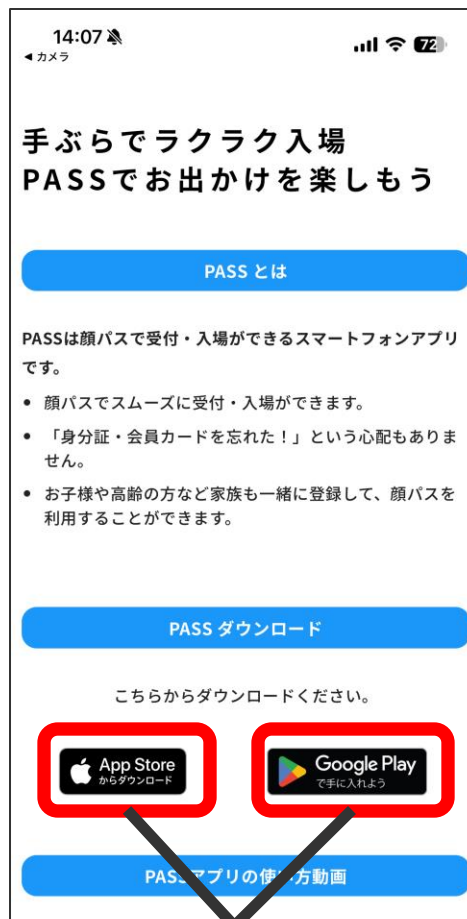 14:07
◀ カメラ
72
手ぶらでラクラク入場
PASSでお出かけを楽しもう
PASS とは
PASSは顔パスで受付・入場ができるスマートフォンアプリ
です。
• 顔パスでスムーズに受付・入場ができます。
• 「身分証・会員カードを忘れた！」という心配もありま
せん。
• お子様や高齢の方など家族も一緒に登録して、顔パスを
利用することができます。
PASS ダウンロード
こちらからダウンロードください。
App Store
からダウンロード
Google Play
で手に入れよう
PASSアプリの使い方動画